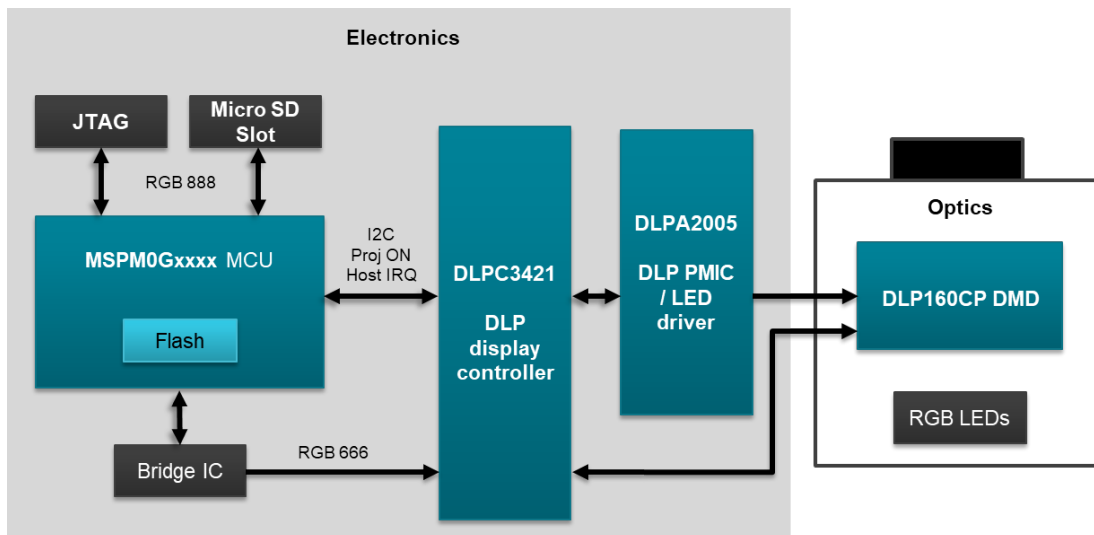 Electronics
JTAG
Micro SD
Slot
RGB 888
MSPM0Gxxxx MCU
Flash
I2C
Proj ON
Host IRQ
Bridge IC
RGB 666
DLPC3421
DLP
display
controller
DLPA2005
DLP PMIC
/ LED
driver
Optics
DLP160CP DMD
RGB LEDs